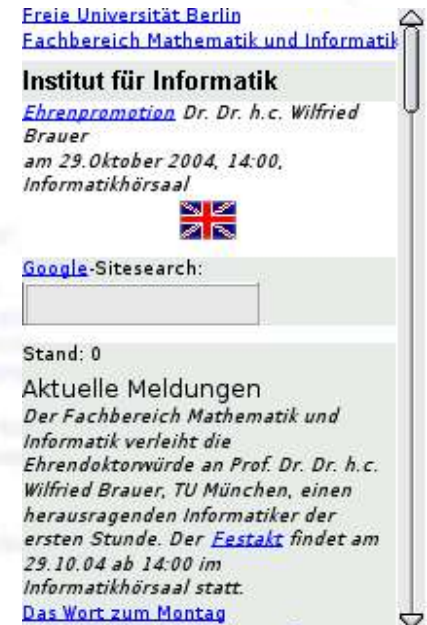 Freie Universität Berlin
Fachbereich Mathematik und Informatik
Institut für Informatik
Ehrenpromotion Dr. Dr. h.c. Wilfried
Brauer
am 29.Oktober 2004, 14:00,
Informatikhörsaal
Google-Sitesearch:
Stand: 0
Aktuelle Meldungen
Der Fachbereich Mathematik und
Informatik verleiht die
Ehrendoktorwürde an Prof. Dr. Dr. h.c.
Wilfried Brauer, TU München, einen
herausragenden Informatiker der
ersten Stunde. Der Festakt findet am
29.10.04 ab 14:00 im
Informatikhörsaal statt.
Das Wort zum Montag